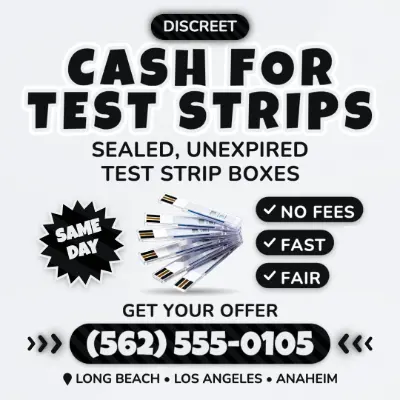 DISCREET
CASH FOR
TEST STRIPS
SEALED, UNEXPIRED
TEST STRIP BOXES
SAME
DAY
NO FEES
FAST
FAIR
GET YOUR OFFER
(562) 555-0105
LONG BEACH • LOS ANGELES • ANAHEIM